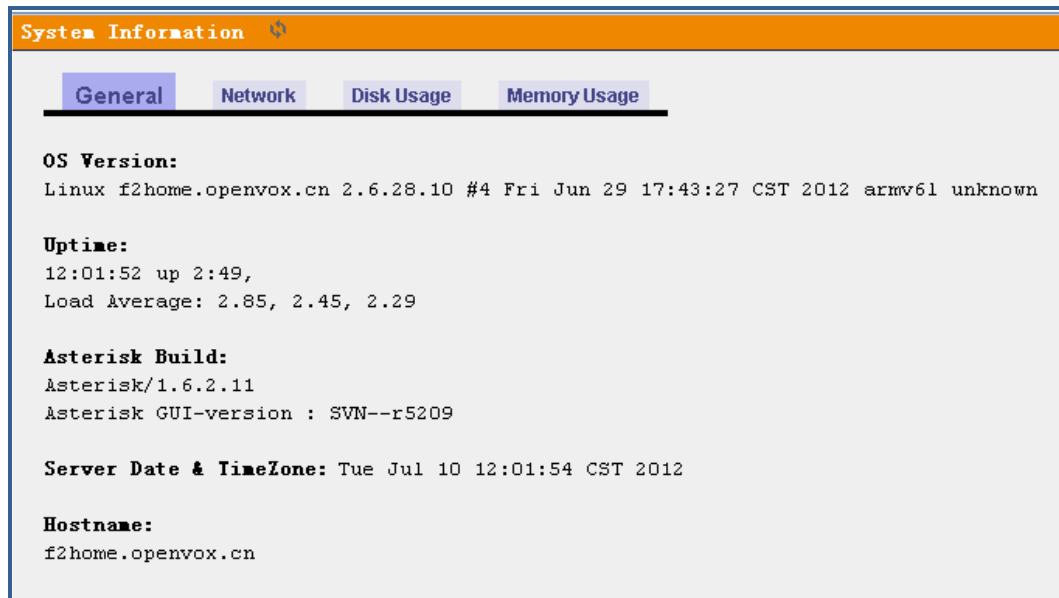 System Information
General Network Disk Usage Memory Usage
OS Version:
Linux f2home.openvox.cn 2.6.28.10 #4 Fri Jun 29 17:43:27 CST 2012 armv6l unknown
Uptime:
12:01:52 up 2:49,
Load Average: 2.85, 2.45, 2.29
Asterisk Build:
Asterisk/1.6.2.11
Asterisk GUI-version : SVN--r5209
Server Date & TimeZone: Tue Jul 10 12:01:54 CST 2012
Hostname:
f2home.openvox.cn